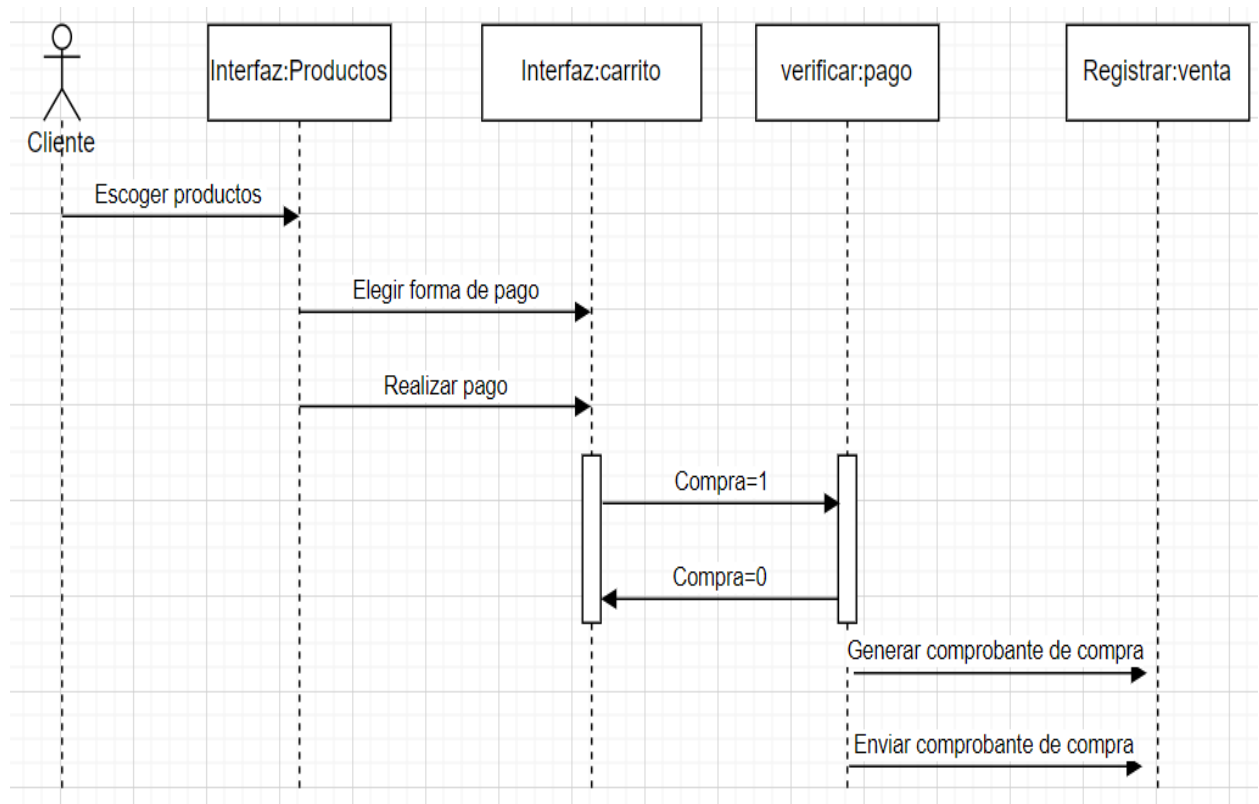 Interfaz:Productos
Interfaz:carrito
verificar:pago
Registrar:venta
Cliente
Escoger productos
Elegir forma de pago
Realizar pago
Compra=1
Compra=0
Generar comprobante de compra
Enviar comprobante de compra